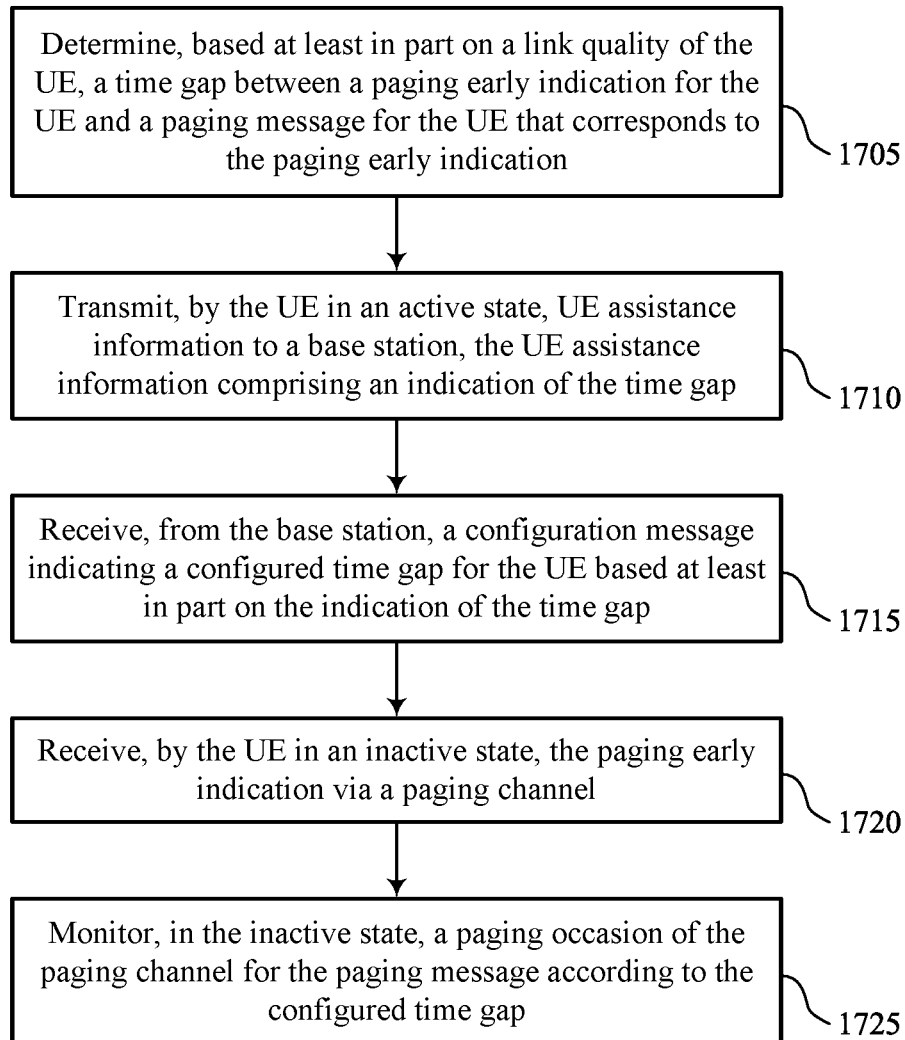 Determine, based at least in part on a link quality of the
UE, a time gap between a paging early indication for the
UE and a paging message for the UE that corresponds to
the paging early indication
1705
Transmit, by the UE in an active state, UE assistance
information to a base station, the UE assistance
information comprising an indication of the time gap
1710
Receive, from the base station, a configuration message
indicating a configured time gap for the UE based at least
in part on the indication of the time gap
1715
Receive, by the UE in an inactive state, the paging early
indication via a paging channel
1720
Monitor, in the inactive state, a paging occasion of the
paging channel for the paging message according to the
configured time gap
1725